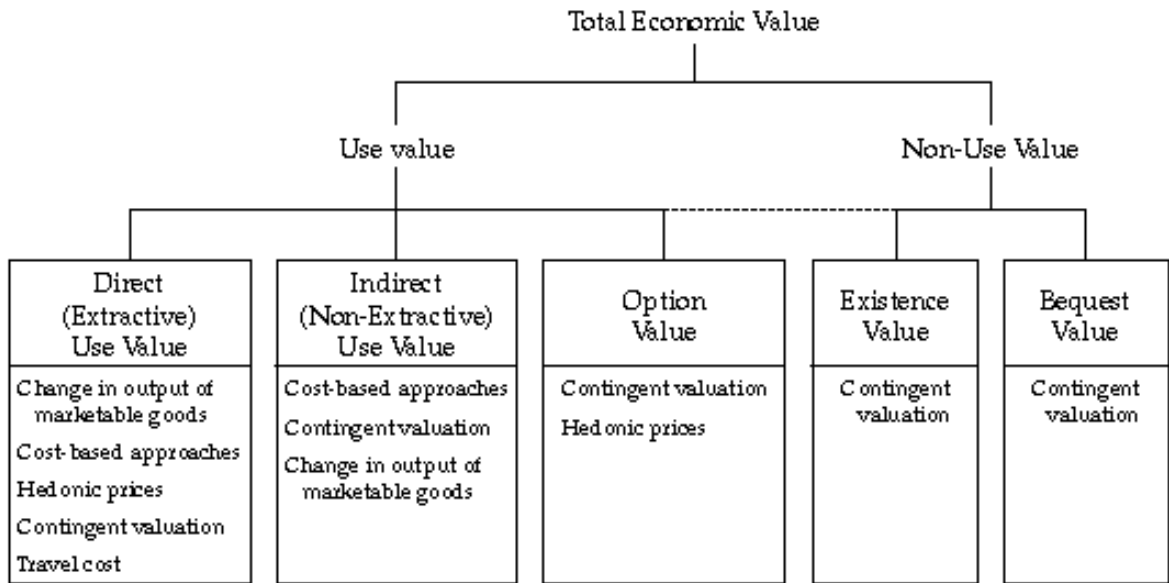 Total Economic Value
Use value
Non-Use Value
Direct
(Extractive)
Use Value
Change in output of
marketable goods
Cost-based approaches
Hedonic prices
Contingent valuation
Travel cost
Indirect
(Non-Extractive)
Use Value
Cost-based approaches
Contingent valuation
Change in output of
marketable goods
Option
Value
Contingent valuation
Hedonic prices
Existence
Value
Contingent
valuation
Bequest
Value
Contingent
valuation